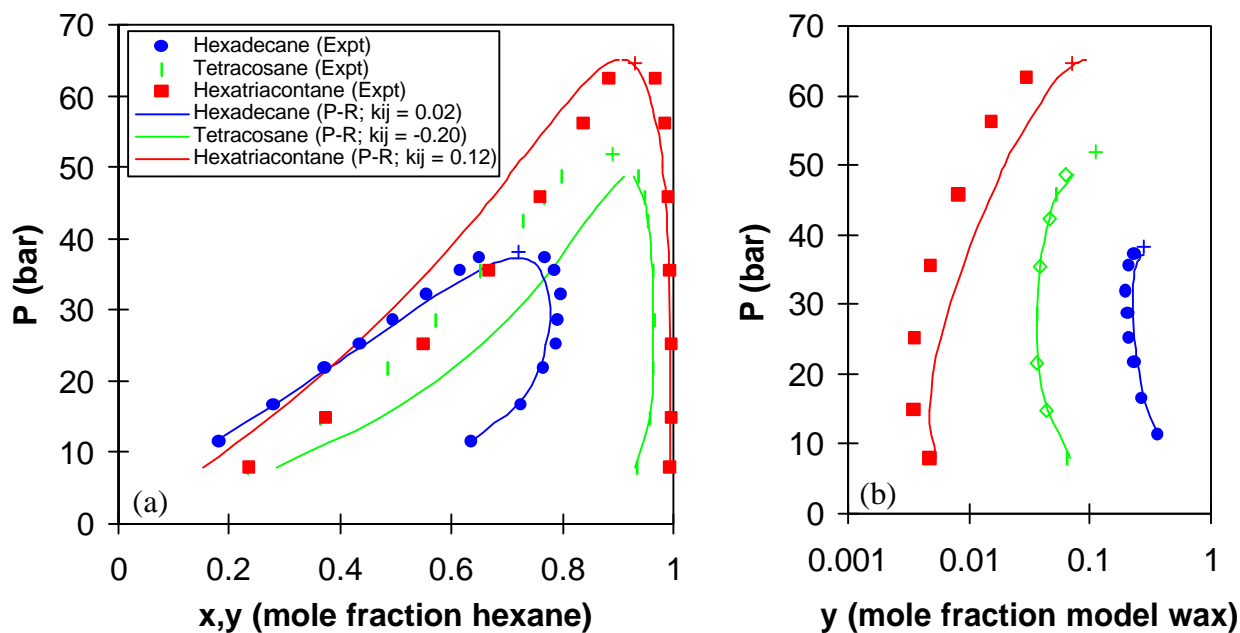 70
60
50
40
30
20
10
0
P (bar)
Hexadecane (Expt)
Tetracosane (Expt)
Hexatriacontane (Expt)
Hexadecane (P-R; kij = 0.02)
Tetracosane (P-R; kij = -0.20)
Hexatriacontane (P-R; kij = 0.12)
(a)
0 0.2 0.4 0.6 0.8 1
x,y (mole fraction hexane)
70
60
50
40
30
20
10
0
P (bar)
(b)
0.001 0.01 0.1 1
y (mole fraction model wax)